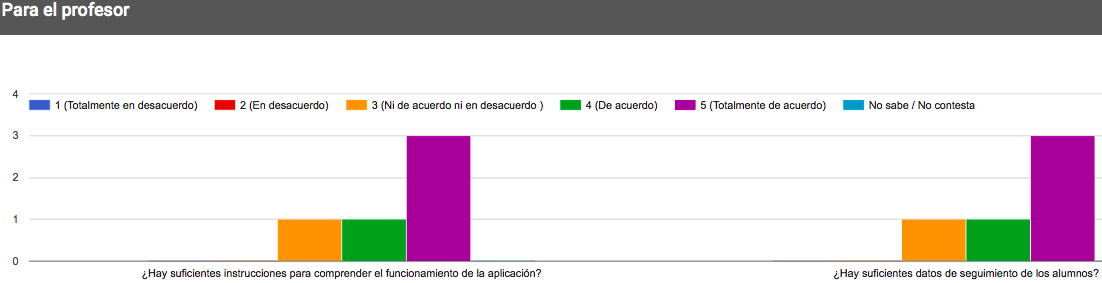 Para el profesor
4
1 (Totalmente en desacuerdo) 2 (En desacuerdo) 3 (Ni de acuerdo ni en desacuerdo ) 4 (De acuerdo) 5 (Totalmente de acuerdo) No sabe / No contesta
3
2
1
0
¿Hay suficientes instrucciones para comprender el funcionamiento de la aplicación? ¿Hay suficientes datos de seguimiento de los alumnos?